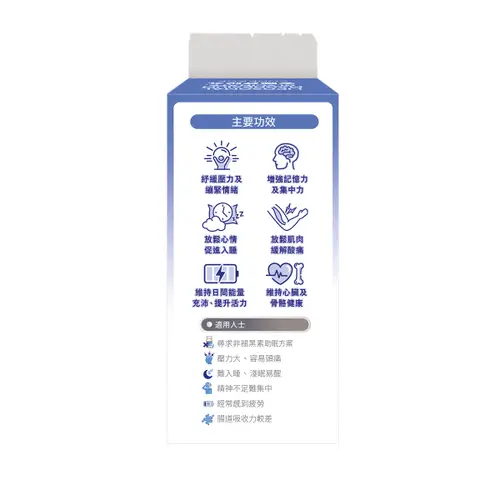 主要功效
紓緩壓力及
繃緊情緒
增強記憶力
及集中力
放鬆心情
促進入睡
放鬆肌肉
緩解酸痛
維持日間能量
充沛、提升活力
維持心臟及
骨骼健康
適用人士
尋求非褪黑素助眠方案
壓力大、容易頭痛
難入睡、淺眠易醒
精神不足難集中
經常感到疲勞
腸道吸收力較差